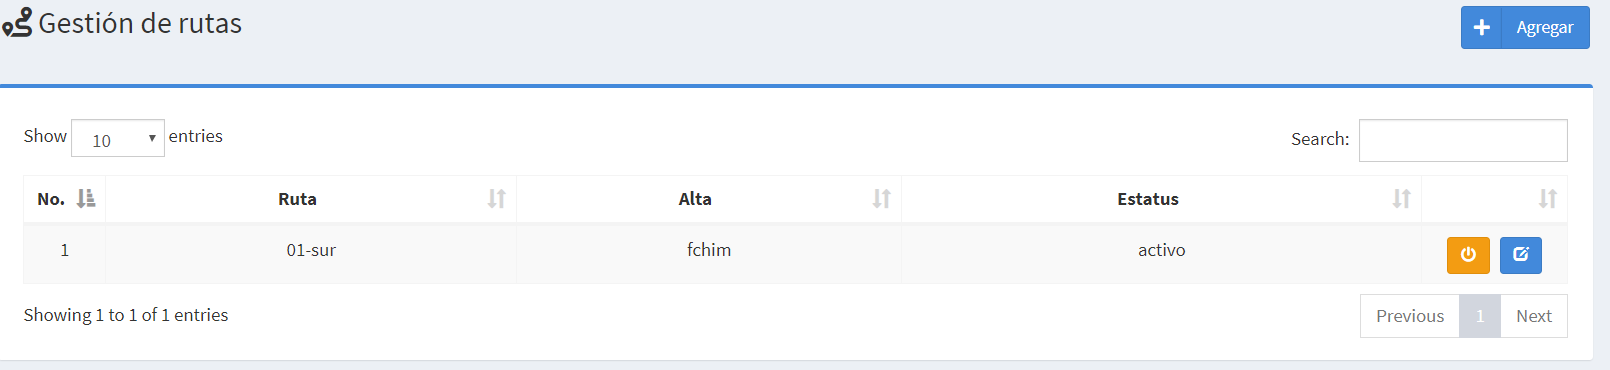 Gestión de rutas
Agregar
Show 10 entries
Search:
No. Ruta Alta Estatus
1 01-sur fchim activo
Showing 1 to 1 of 1 entries
Previous 1 Next